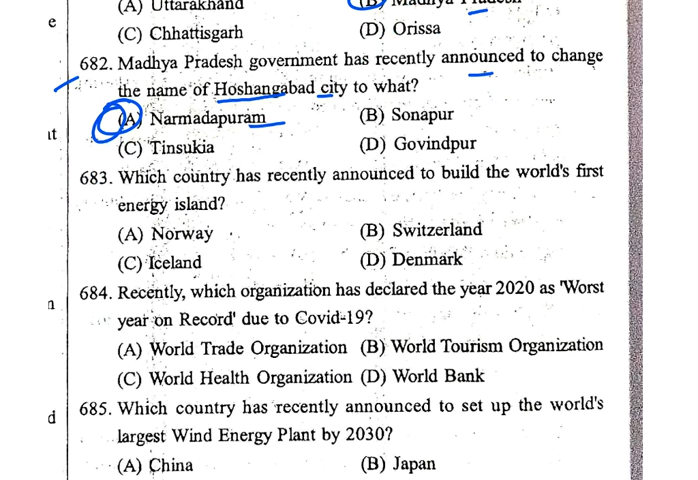 (A) Uttarakhand (B) Madhya Pradesh
e
(C) Chhattisgarh (D) Orissa
682. Madhya Pradesh government has recently announced to change
the name of Hoshangabad city to what?
(A) Narmadapuram (B) Sonapur
ıt
(C) Tinsukia (D) Govindpur
683. Which country has recently announced to build the world's first
energy island?
(A) Norway (B) Switzerland
(C) Iceland (D) Denmark
684. Recently, which organization has declared the year 2020 as 'Worst
n
year on Record' due to Covid-19?
(A) World Trade Organization (B) World Tourism Organization
(C) World Health Organization (D) World Bank
685. Which country has recently announced to set up the world's
d
largest Wind Energy Plant by 2030?
(A) China (B) Japan